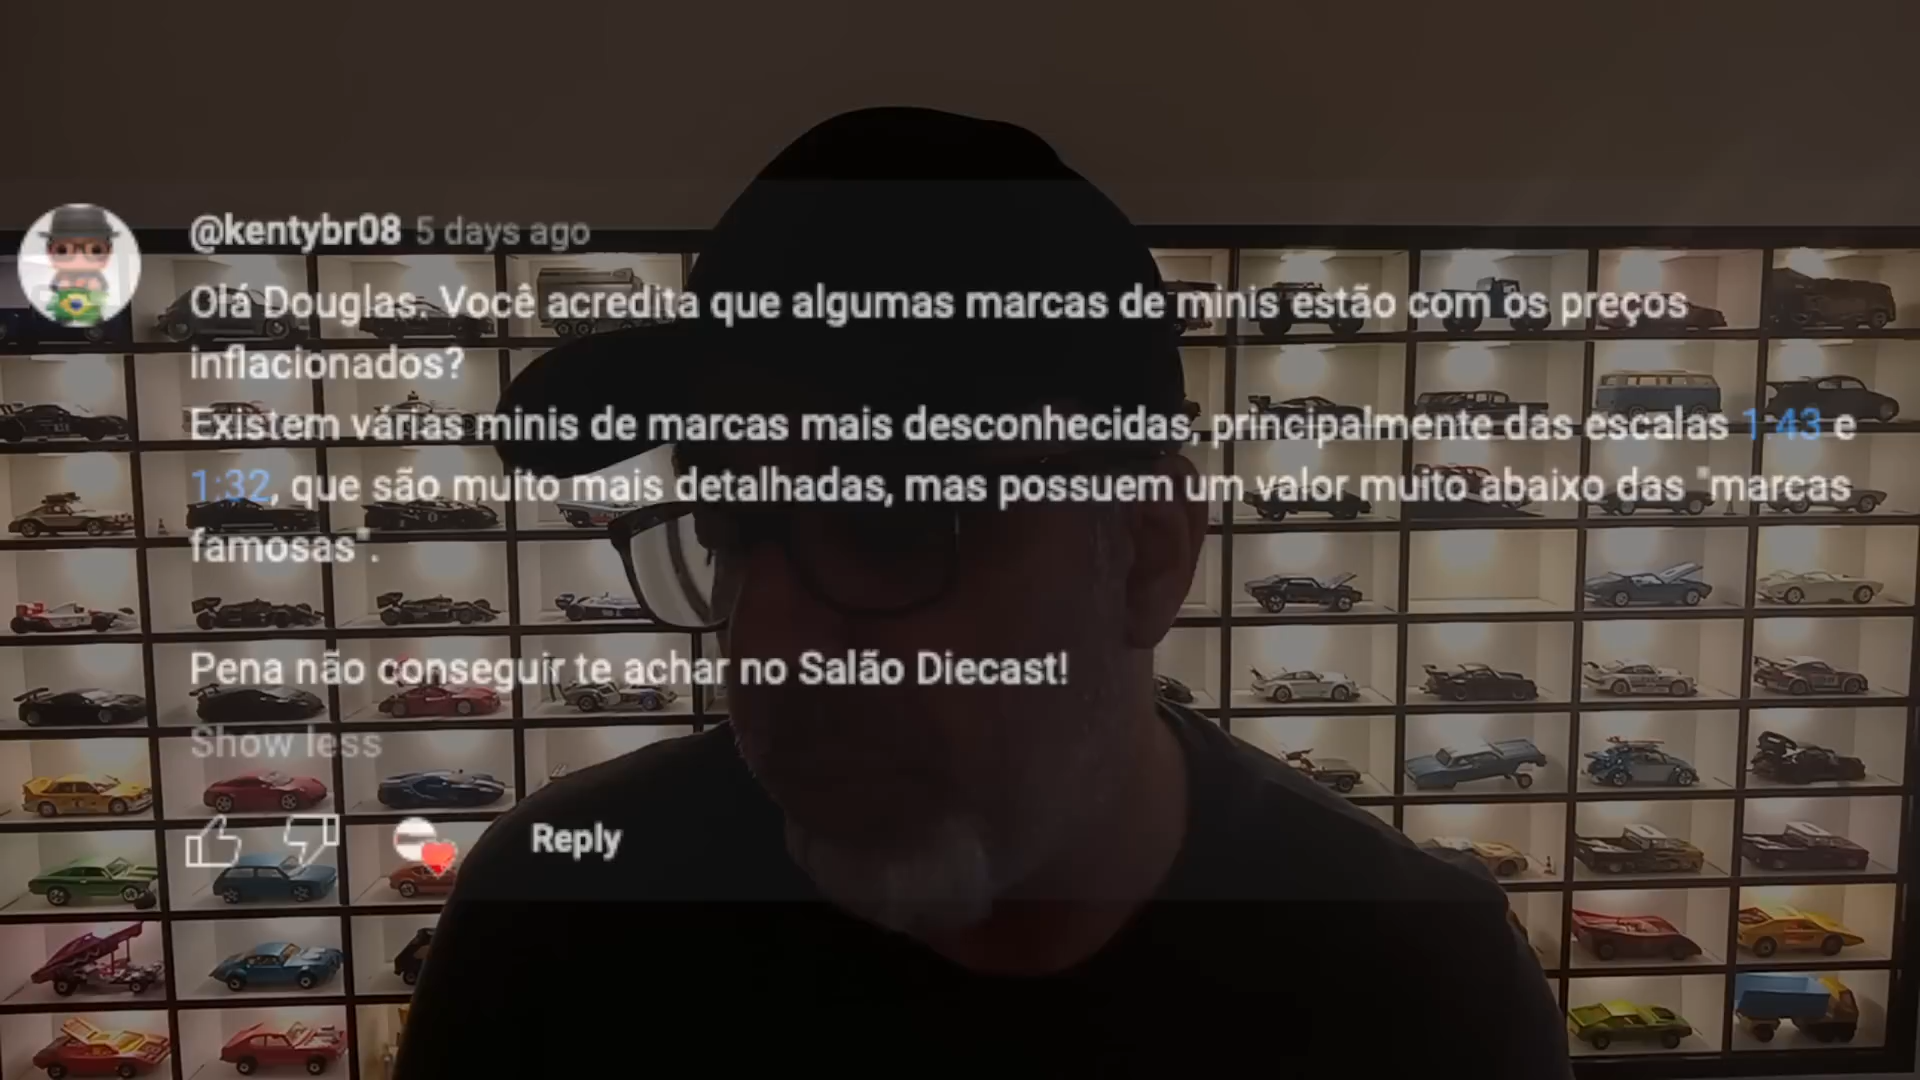 @kentybr08 5 days ago
Olá Douglas. Você acredita que algumas marcas de minis estão com os preços
inflacionados?
Existem várias minis de marcas mais desconhecidas, principalmente das escalas 1:43 e
1:32, que são muito mais detalhadas, mas possuem um valor muito abaixo das "marcas
famosas".
Pena não conseguir te achar no Salão Diecast!
Show less
Reply